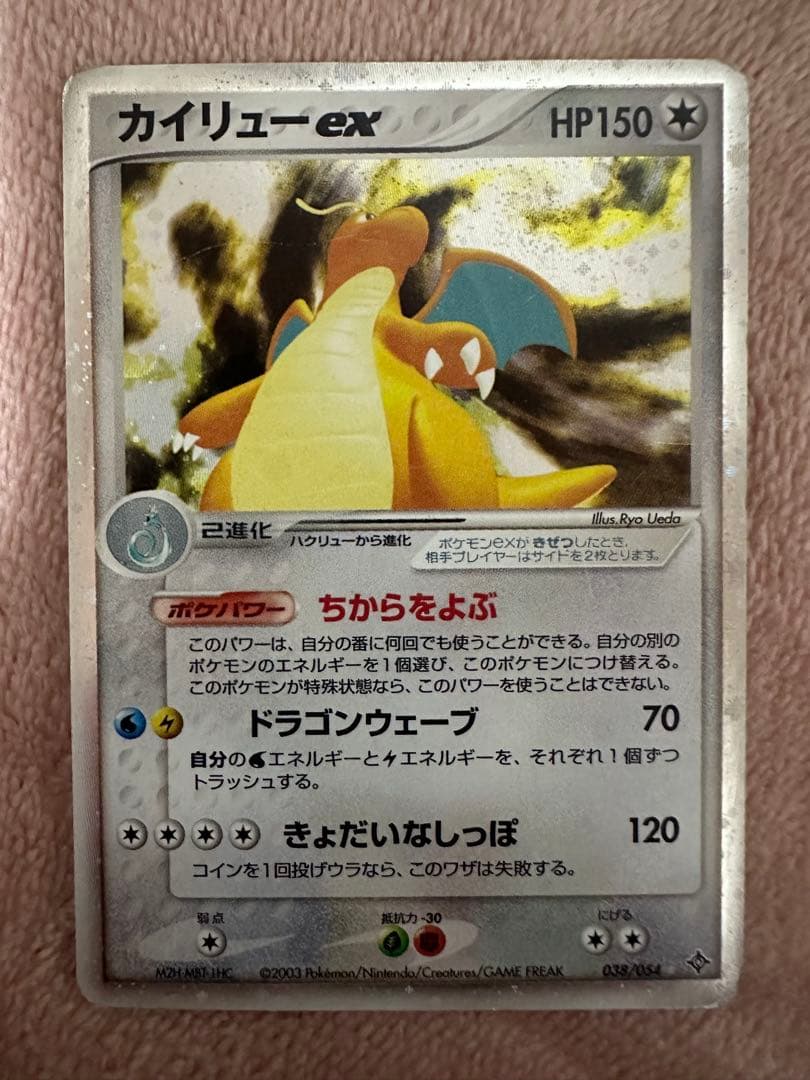 カイリューex HP150
Illus.Ryo Ueda
2進化 ハクリューから進化
ポケモンexが きぜつしたとき、
相手プレイヤーはサイドを2枚とります。
ポケパワー ちからをよぶ
このパワーは、自分の番に何回でも使うことができる。自分の別の
ポケモンのエネルギーを1個選び、このポケモンにつけ替える。
このポケモンが特殊状態なら、このパワーを使うことはできない。
ドラゴンウェーブ 70
自分のエネルギーとエネルギーを、それぞれ1個ずつ
トラッシュする。
きょだいなしっぽ 120
コインを1回投げウラなら、このワザは失敗する。
弱点 抵抗力 -30 にげる
MZH-MBT-1HC ©2003 Pokémon/Nintendo/Creatures/GAME FREAK 038/054